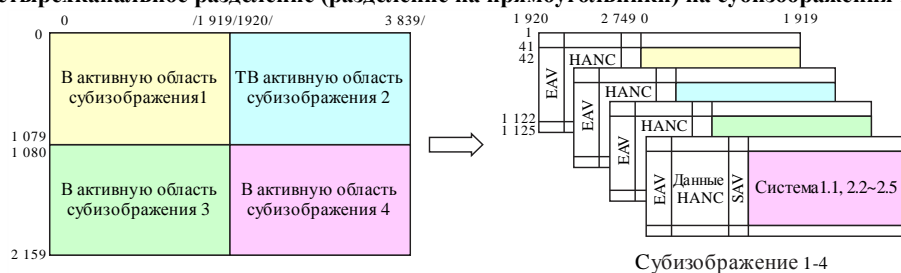 тырехканальное разделение (разделение на прямоугольники) на субизображения
0 /1 919/1920/ 3 839/
0
В активную область
субизображения1
ТВ активную область
субизображения 2
1 079
1 080
В активную область
субизображения 3
В активную область
субизображения 4
2 159
1 920 2 749 0 1 919
1
41
42
1 122
1 125
EAV
HANC
EAV
HANC
EAV
HANC
EAV
Данные
HANC
SAV
Система1.1, 2.2~2.5
Субизображение 1-4